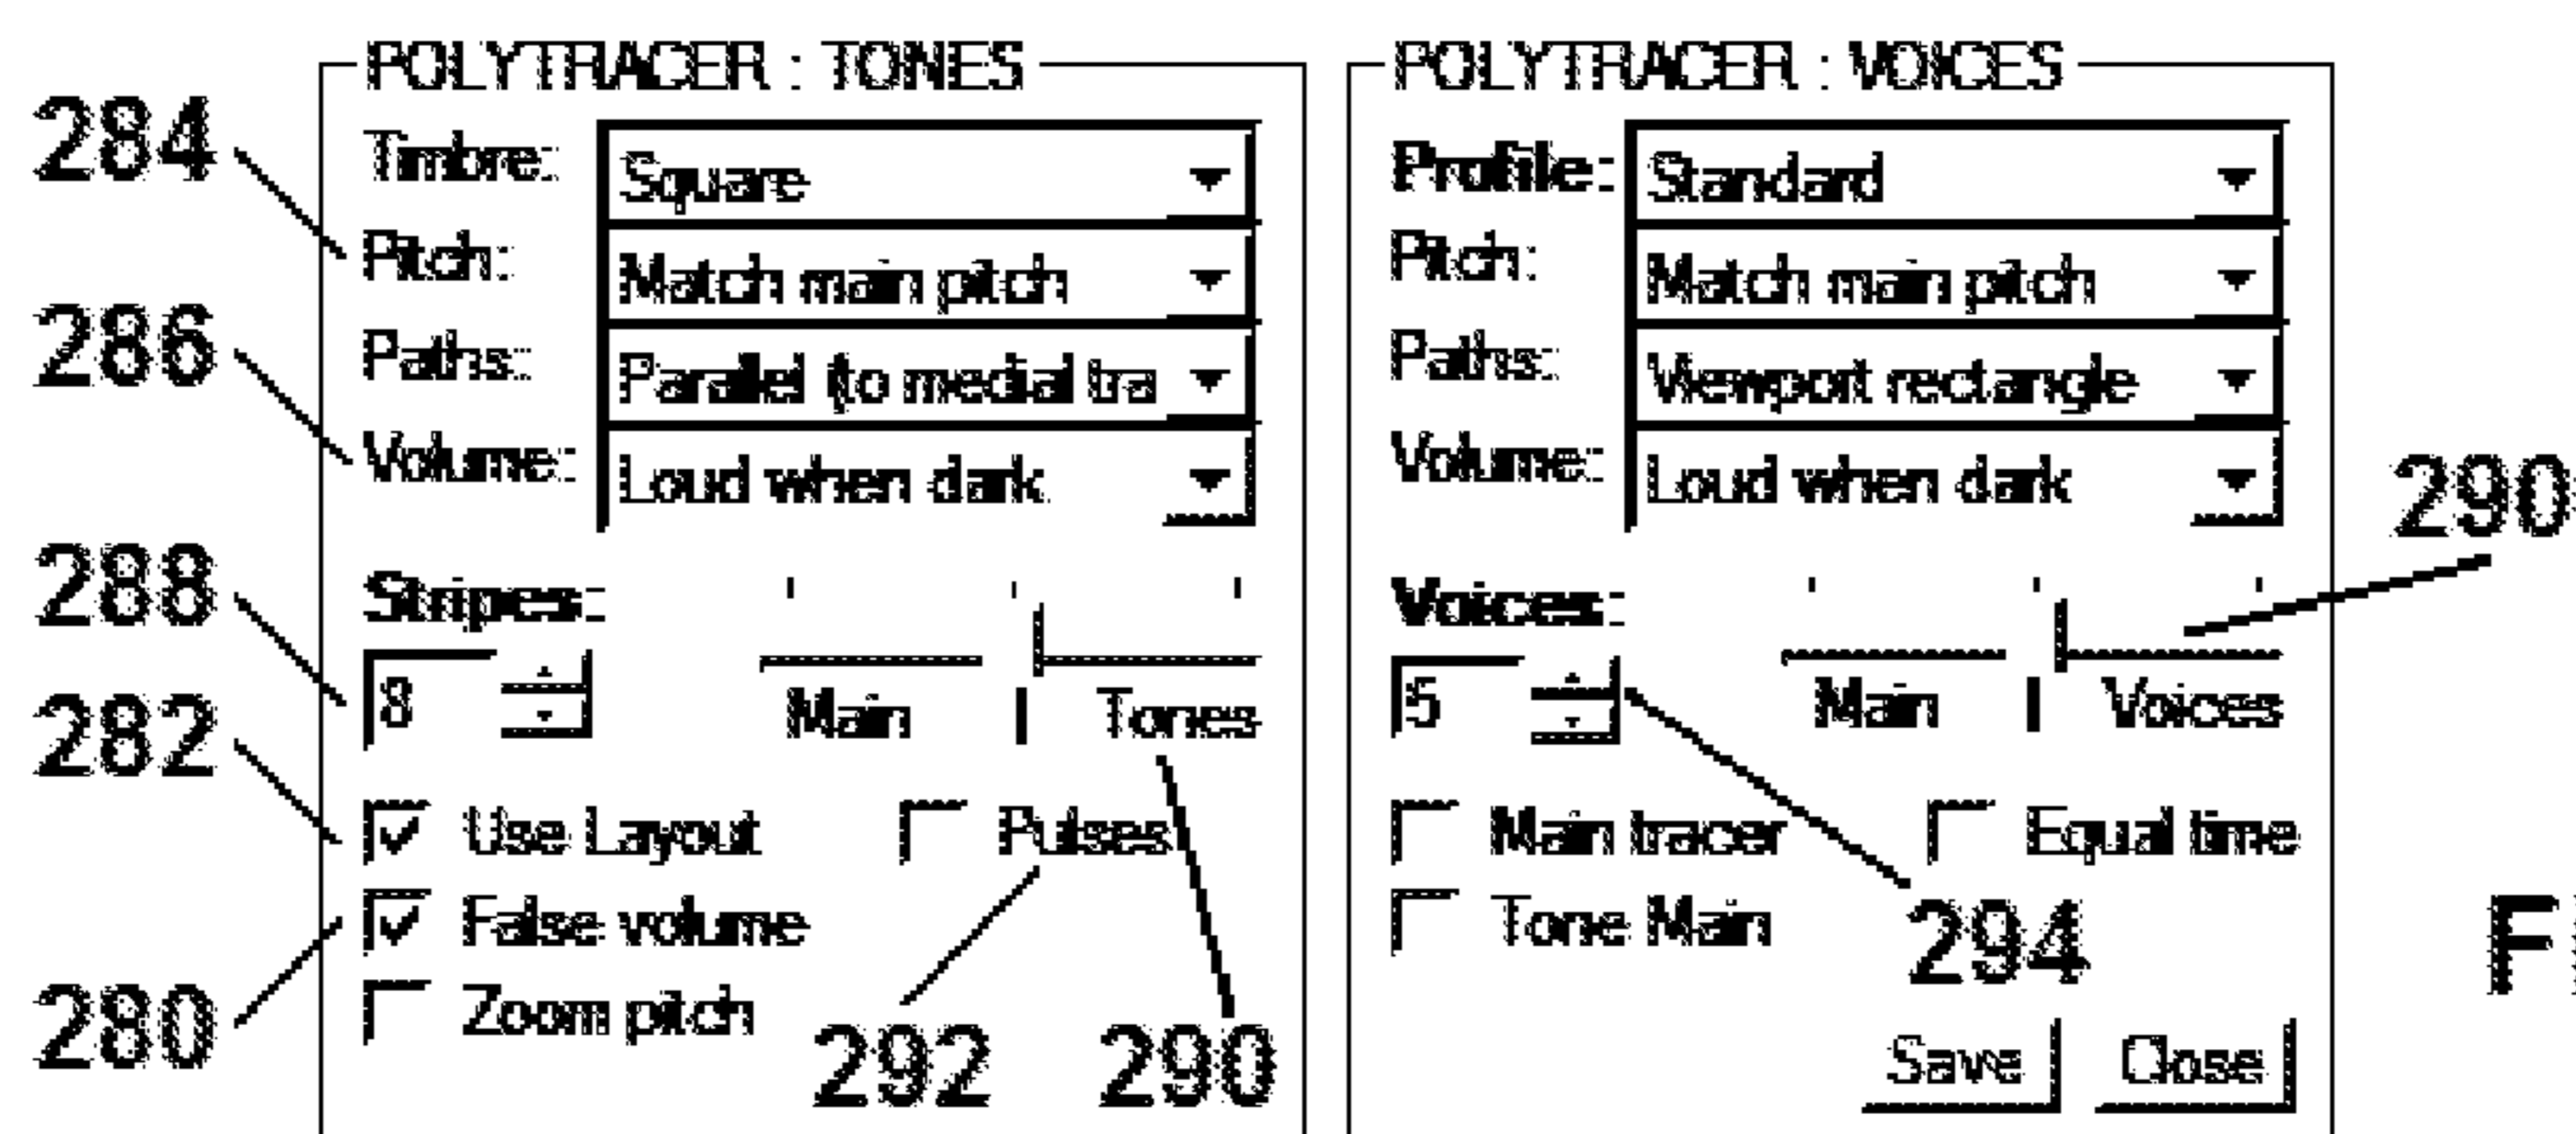 POLYTRACER : TONES
284
Timbre: Square
Pitch: Match main pitch
286
Paths: Parallel (to medial tra
Volume: Loud when dark
288
Stripes:
8
Main | Tones
282
Use Layout
Pulses
False volume
280
Zoom pitch
292
290
POLYTRACER : VOICES
Profile: Standard
Pitch: Match main pitch
Paths: Viewport rectangle
Volume: Loud when dark
290
Voices:
5
Main | Voices
Main tracer
Equal time
Tone Main
294
Save
Close